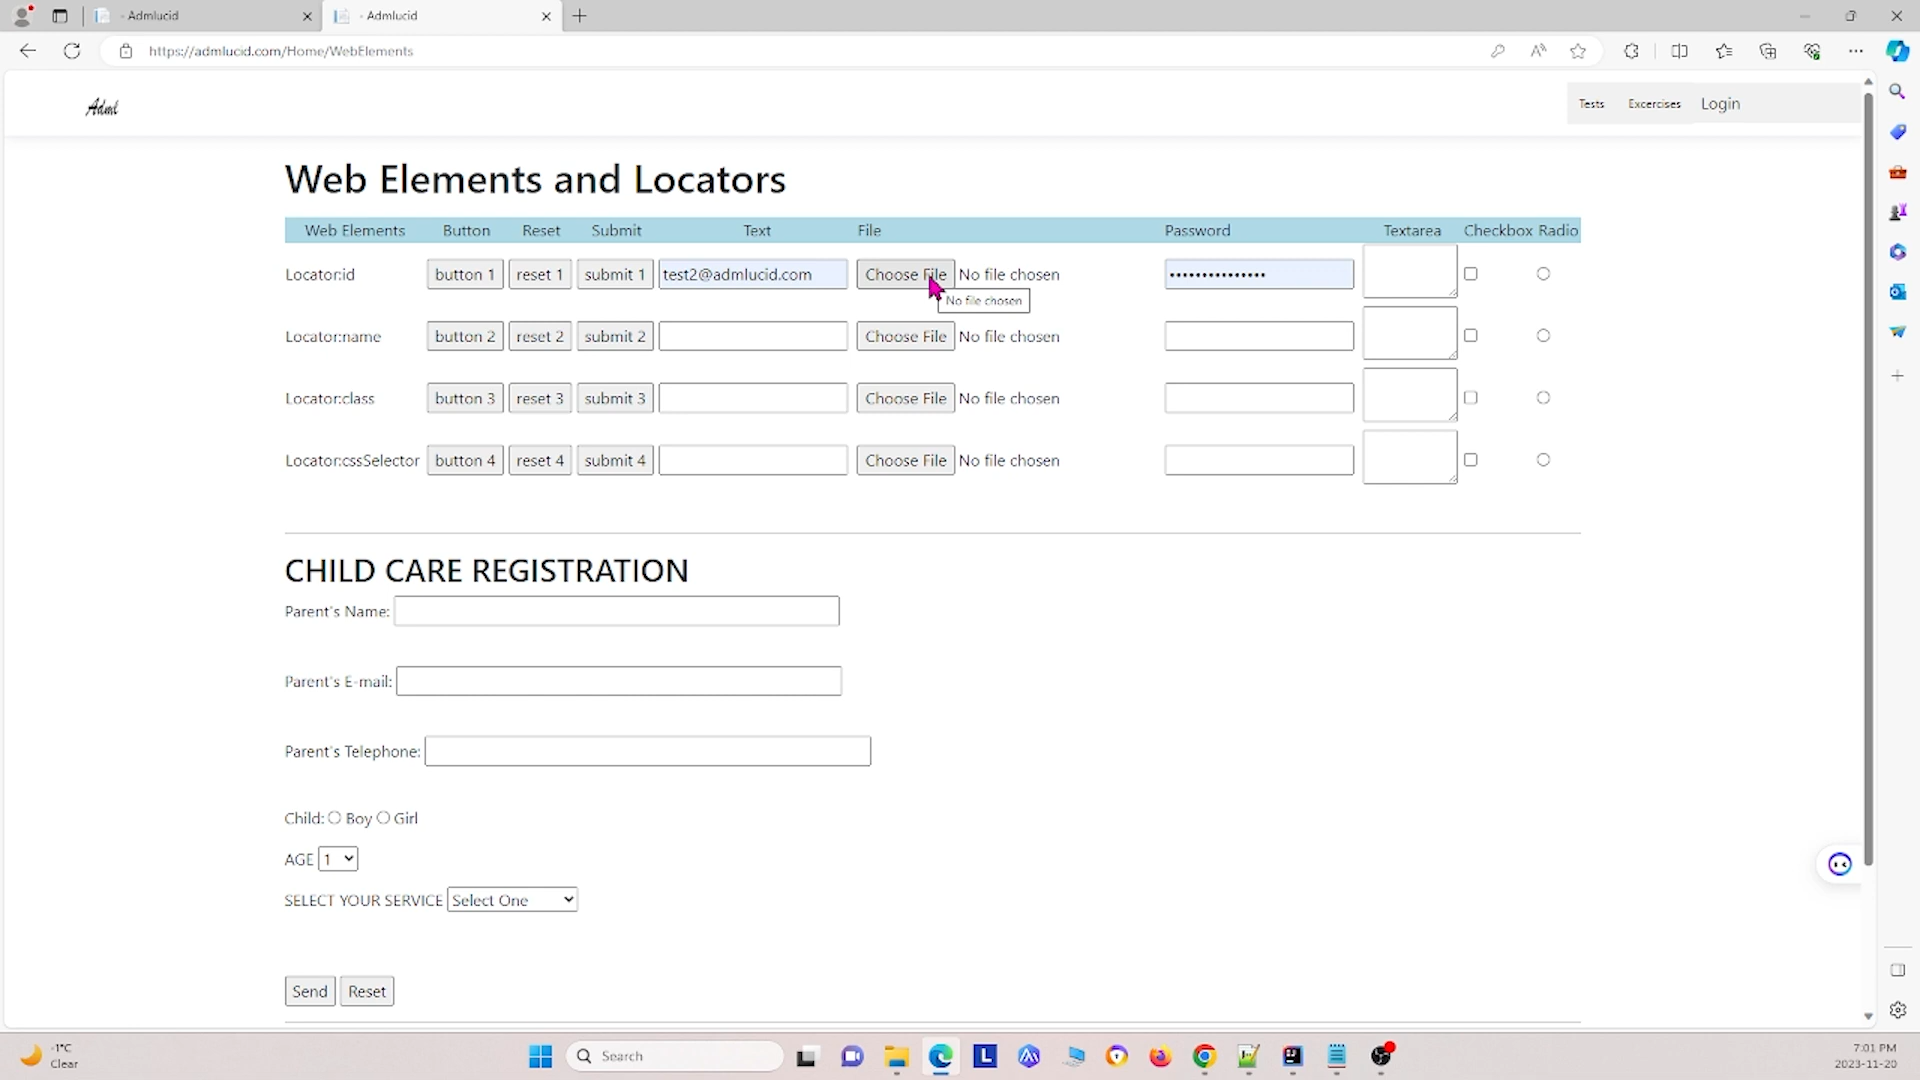 - Admlucid
- Admlucid
https://admlucid.com/Home/WebElements
Adml
Tests Excercises Login
Web Elements and Locators
Web Elements Button Reset Submit Text File Password Textarea Checkbox Radio
Locator:id button 1 reset 1 submit 1 test2@admlucid.com Choose File No file chosen •••••••••••••••
No file chosen
Locator:name button 2 reset 2 submit 2 Choose File No file chosen
Locator:class button 3 reset 3 submit 3 Choose File No file chosen
Locator:cssSelector button 4 reset 4 submit 4 Choose File No file chosen
CHILD CARE REGISTRATION
Parent's Name:
Parent's E-mail:
Parent's Telephone:
Child: Boy Girl
AGE 1
SELECT YOUR SERVICE Select One
Send Reset
-1°C
Clear
Search
7:01 PM
2023-11-20